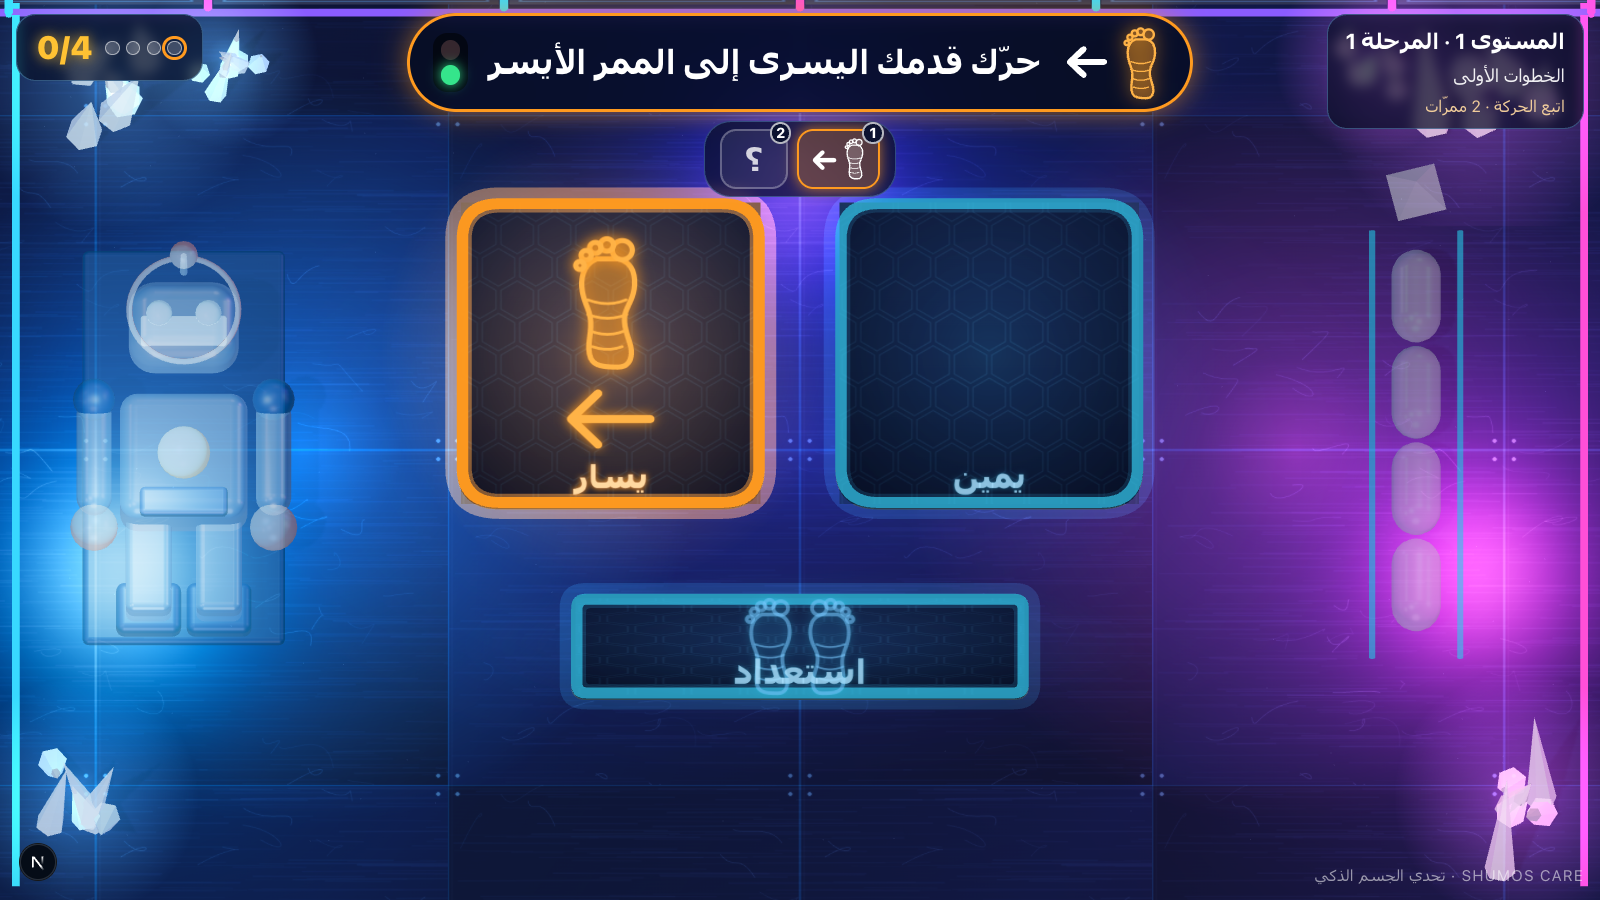 المستوى 1 · المرحلة 1
الخطوات الأولى
اتبع الحركة · 2 ممرّات
حرّك قدمك اليسرى إلى الممر الأيسر
0/4
1
2
؟
يسار
يمين
استعداد
N
SHUMOS CARE · تحدي الجسم الذكي